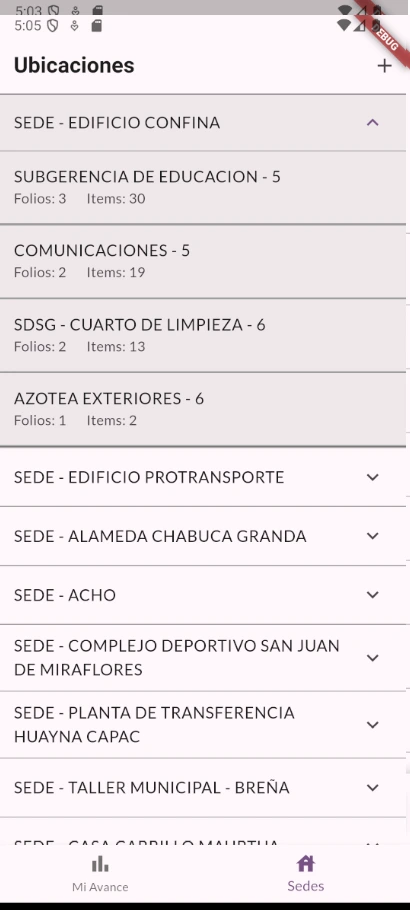 5:03
5:05
DEBUG
Ubicaciones
SEDE - EDIFICIO CONFINA
SUBGERENCIA DE EDUCACION - 5
Folios: 3 Items: 30
COMUNICACIONES - 5
Folios: 2 Items: 19
SDSG - CUARTO DE LIMPIEZA - 6
Folios: 2 Items: 13
AZOTEA EXTERIORES - 6
Folios: 1 Items: 2
SEDE - EDIFICIO PROTRANSPORTE
SEDE - ALAMEDA CHABUCA GRANDA
SEDE - ACHO
SEDE - COMPLEJO DEPORTIVO SAN JUAN
DE MIRAFLORES
SEDE - PLANTA DE TRANSFERENCIA
HUAYNA CAPAC
SEDE - TALLER MUNICIPAL - BREÑA
SEDE - CASA CARRILLO MAURTUA
Mi Avance
Sedes